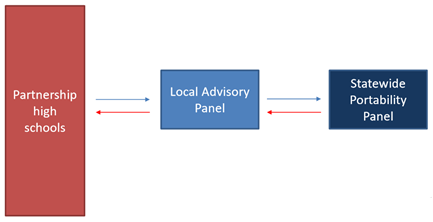 Partnership
high
schools
Local Advisory
Panel
Statewide
Portability
Panel